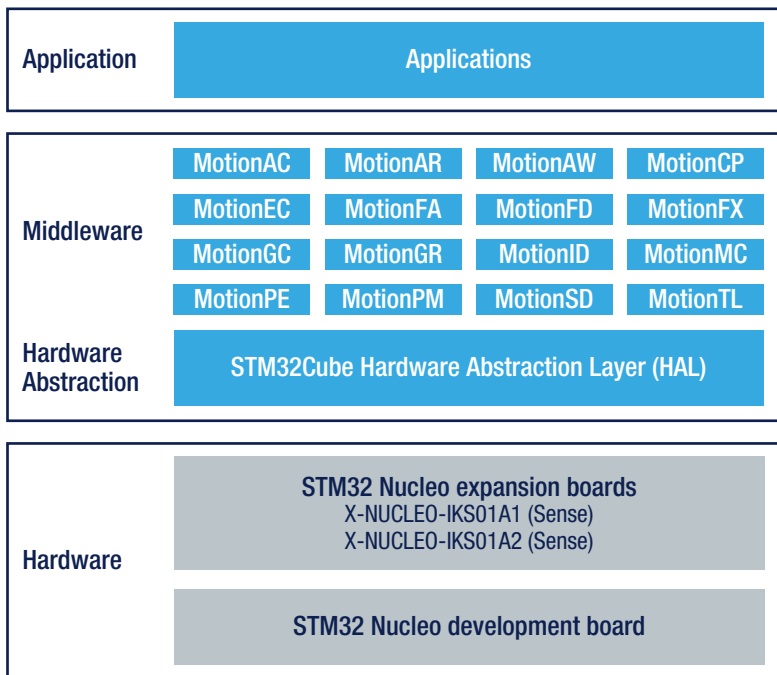 Application
Applications
MotionAC MotionAR MotionAW MotionCP
Middleware
MotionEC MotionFA MotionFD MotionFX
MotionGC MotionGR MotionID MotionMC
MotionPE MotionPM MotionSD MotionTL
Hardware
Abstraction
STM32Cube Hardware Abstraction Layer (HAL)
Hardware
STM32 Nucleo expansion boards
X-NUCLEO-IKS01A1 (Sense)
X-NUCLEO-IKS01A2 (Sense)
STM32 Nucleo development board